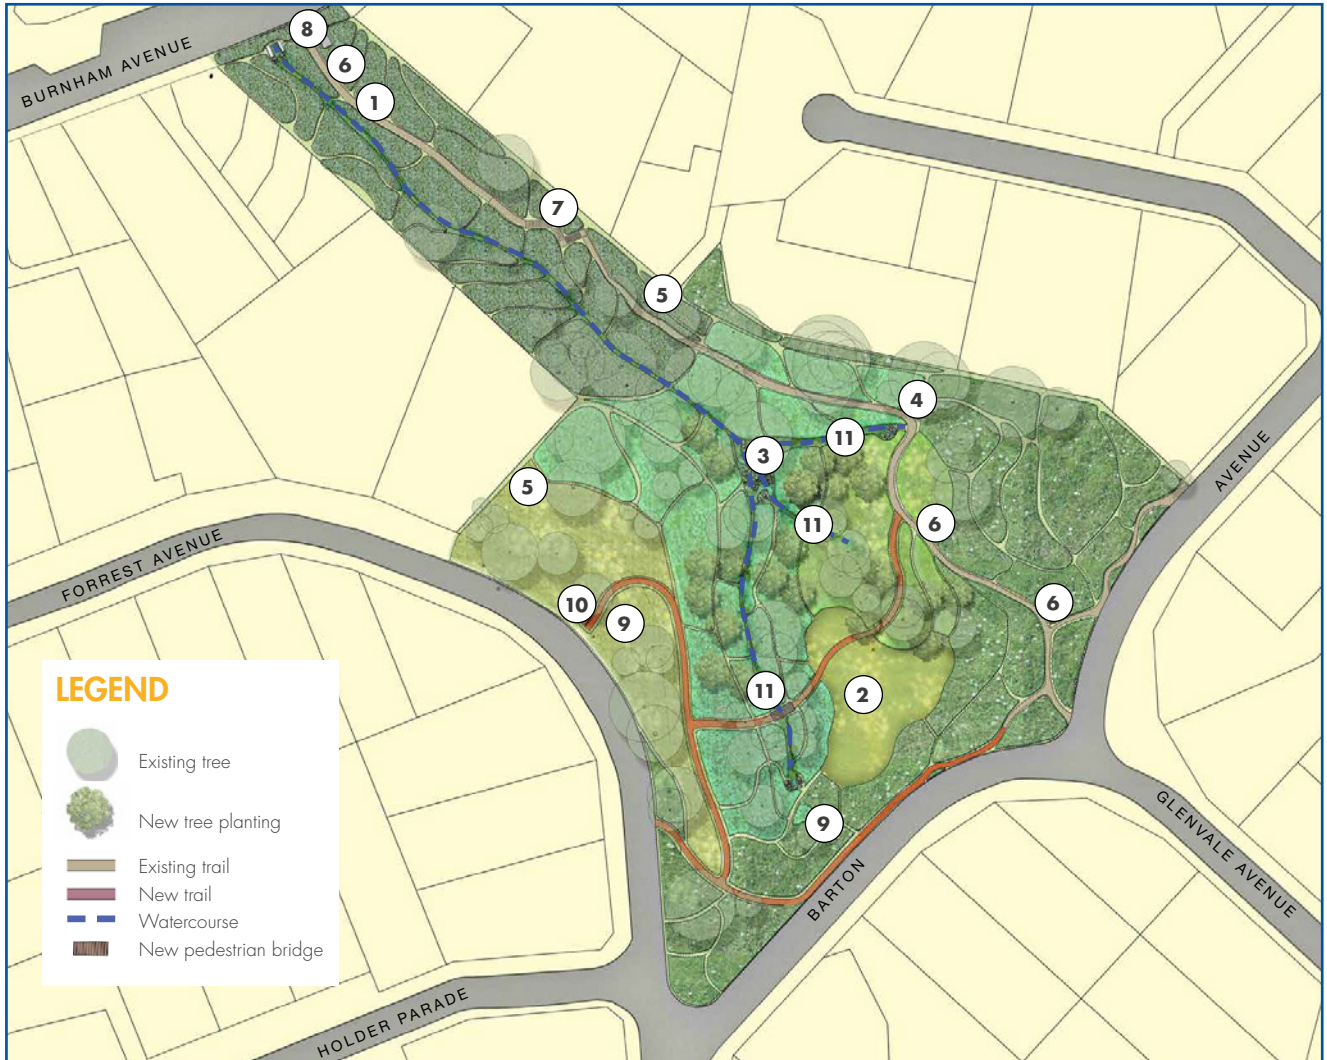 BURNHAM AVENUE
8
6
1
7
5
4
3
11
5
11
6
AVENUE
FORREST AVENUE
10
9
6
11
2
9
BARTON
GLENVALE AVENUE
HOLDER PARADE
LEGEND
Existing tree
New tree planting
Existing trail
New trail
Watercourse
New pedestrian bridge